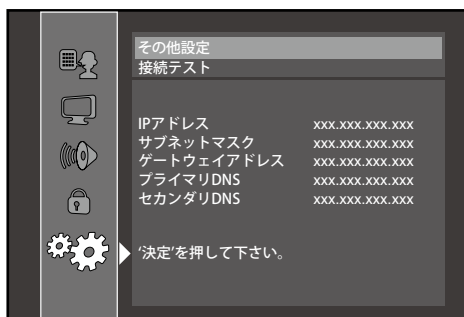 その他設定
接続テスト
IPアドレス xxx.xxx.xxx.xxx
サブネットマスク xxx.xxx.xxx.xxx
ゲートウェイアドレス xxx.xxx.xxx.xxx
プライマリDNS xxx.xxx.xxx.xxx
セカンダリDNS xxx.xxx.xxx.xxx
‘決定’を押して下さい。